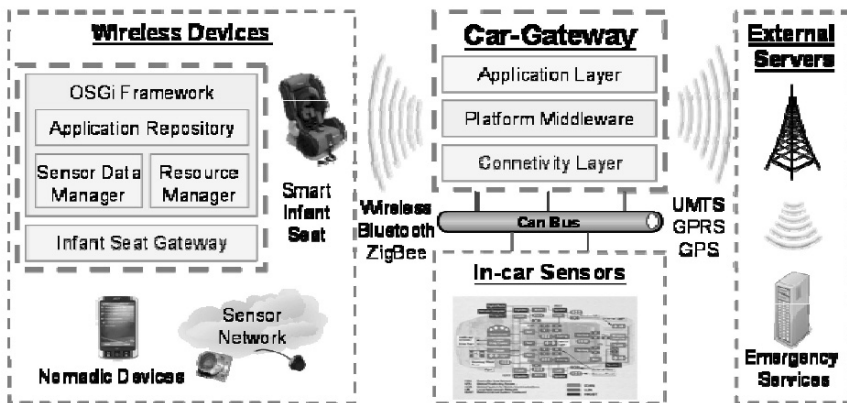 Wireless Devices
OSGi Framework
Application Repository
Sensor Data
Manager
Resource
Manager
Infant Seat Gateway
Smart
Infant
Seat
Nomadic Devices
Sensor
Network
Wireless
Bluetooth
ZigBee
Car-Gateway
Application Layer
Platform Middleware
Connetivity Layer
Can Bus
In-car Sensors
UMTS
GPRS
GPS
External
Servers
Emergency
Services